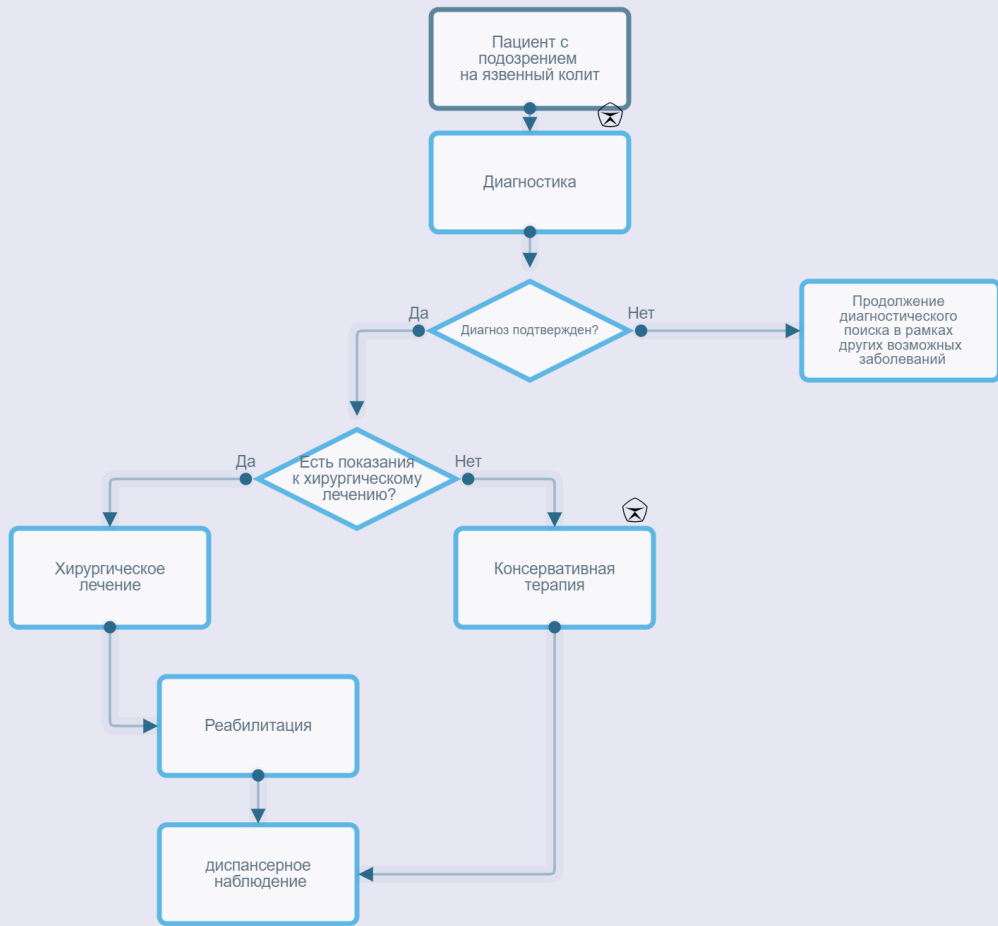 Пациент с
подозрением
на язвенный колит
Диагностика
Диагноз подтвержден?
Да
Нет
Продолжение
диагностического
поиска в рамках
других возможных
заболеваний
Есть показания
к хирургическому
лечению?
Да
Нет
Хирургическое
лечение
Консервативная
терапия
Реабилитация
диспансерное
наблюдение